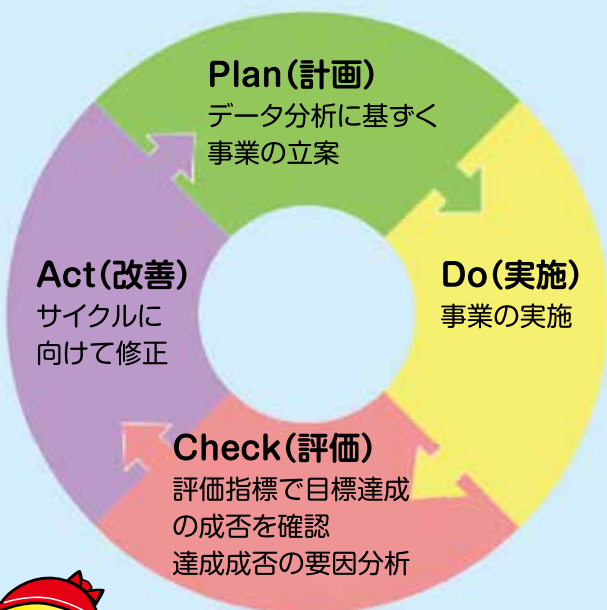 Plan(計画)
データ分析に基ずく
事業の立案
Do(実施)
事業の実施
Check(評価)
評価指標で目標達成
の成否を確認
達成成否の要因分析
Act(改善)
サイクルに
向けて修正